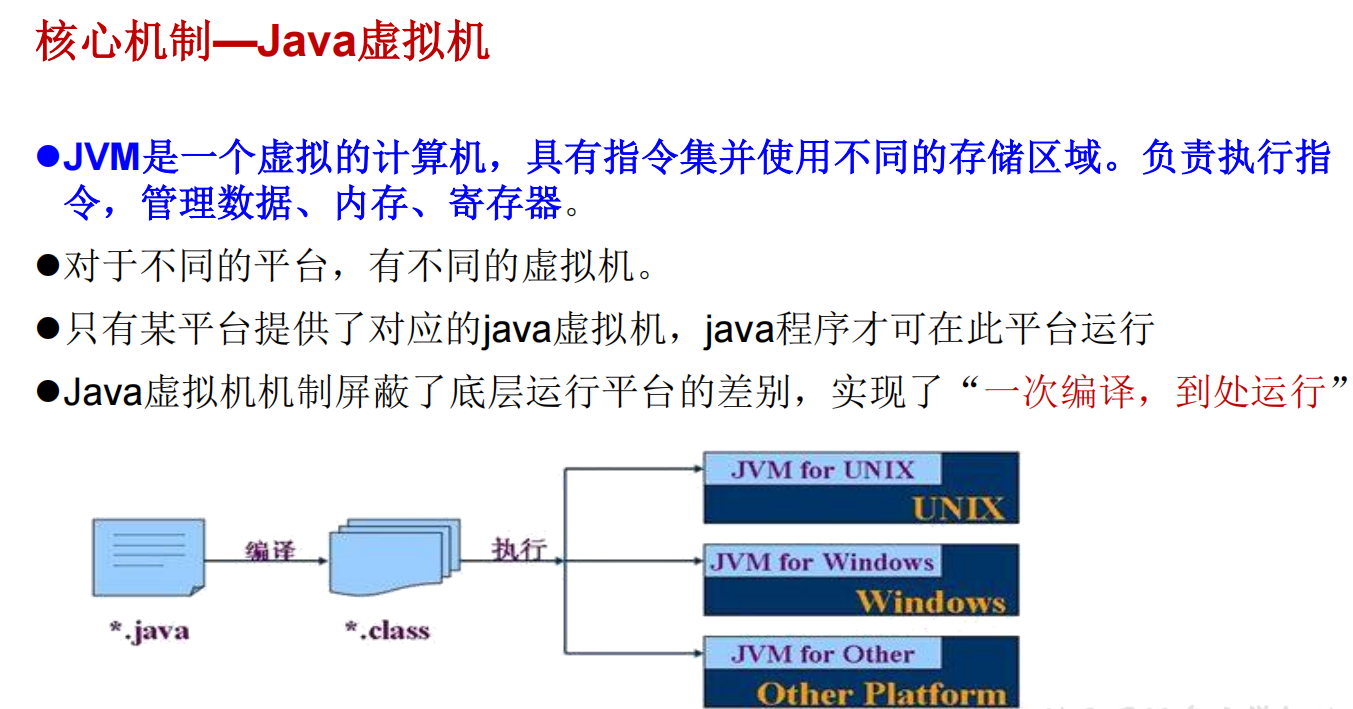 核心机制—Java虚拟机
●JVM是一个虚拟的计算机，具有指令集并使用不同的存储区域。负责执行指
令，管理数据、内存、寄存器。
●对于不同的平台，有不同的虚拟机。
●只有某平台提供了对应的java虚拟机，java程序才可在此平台运行
●Java虚拟机机制屏蔽了底层运行平台的差别，实现了“一次编译，到处运行”
JVM for UNIX
UNIX
编译
执行
JVM for Windows
Windows
*.java
*.class
JVM for Other
Other Platform